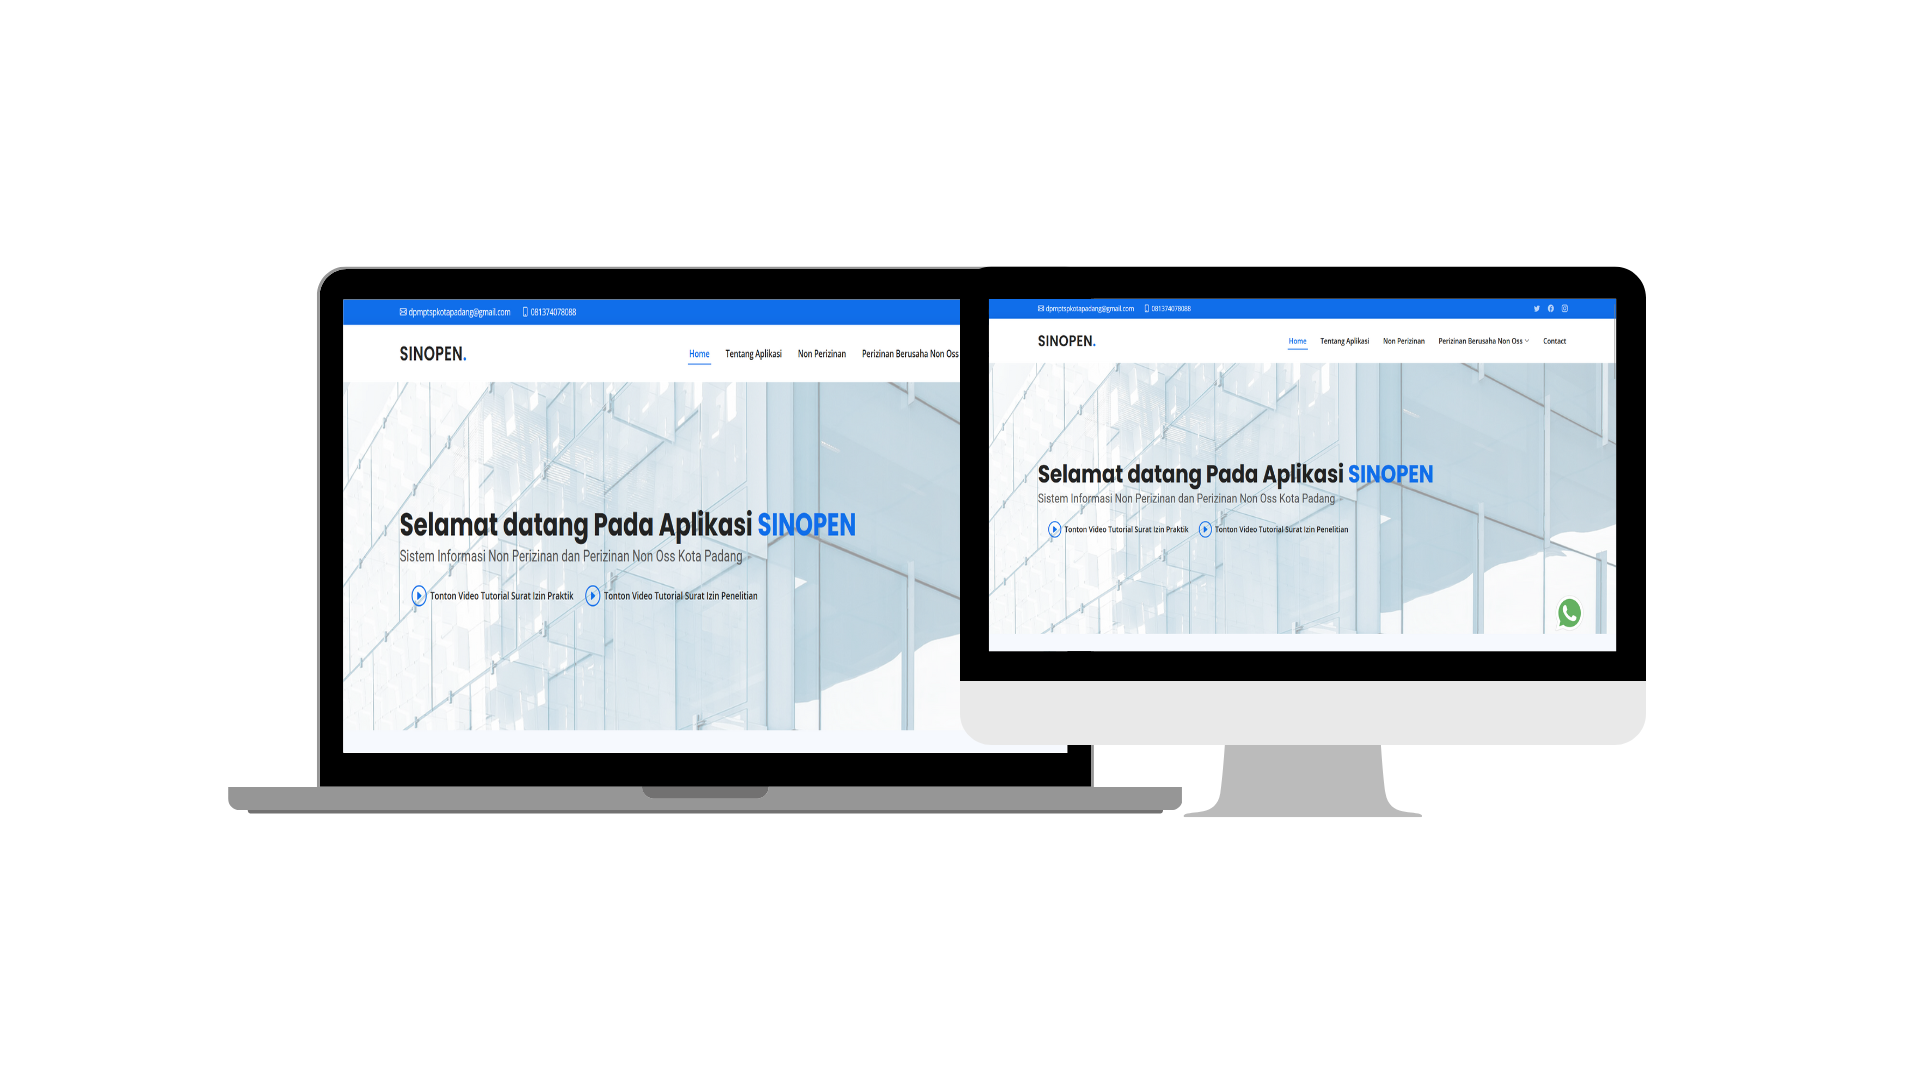 dpmptspkotapadang@gmail.com 081374078088
SINOPEN.
Home Tentang Aplikasi Non Perizinan Perizinan Berusaha Non Oss
Selamat datang Pada Aplikasi SINOPEN
Sistem Informasi Non Perizinan dan Perizinan Non Oss Kota Padang
Tonton Video Tutorial Surat Izin Praktik Tonton Video Tutorial Surat Izin Penelitian
dpmptspkotapadang@gmail.com 081374078088
SINOPEN.
Home Tentang Aplikasi Non Perizinan Perizinan Berusaha Non Oss Contact
Selamat datang Pada Aplikasi SINOPEN
Sistem Informasi Non Perizinan dan Perizinan Non Oss Kota Padang
Tonton Video Tutorial Surat Izin Praktik Tonton Video Tutorial Surat Izin Penelitian